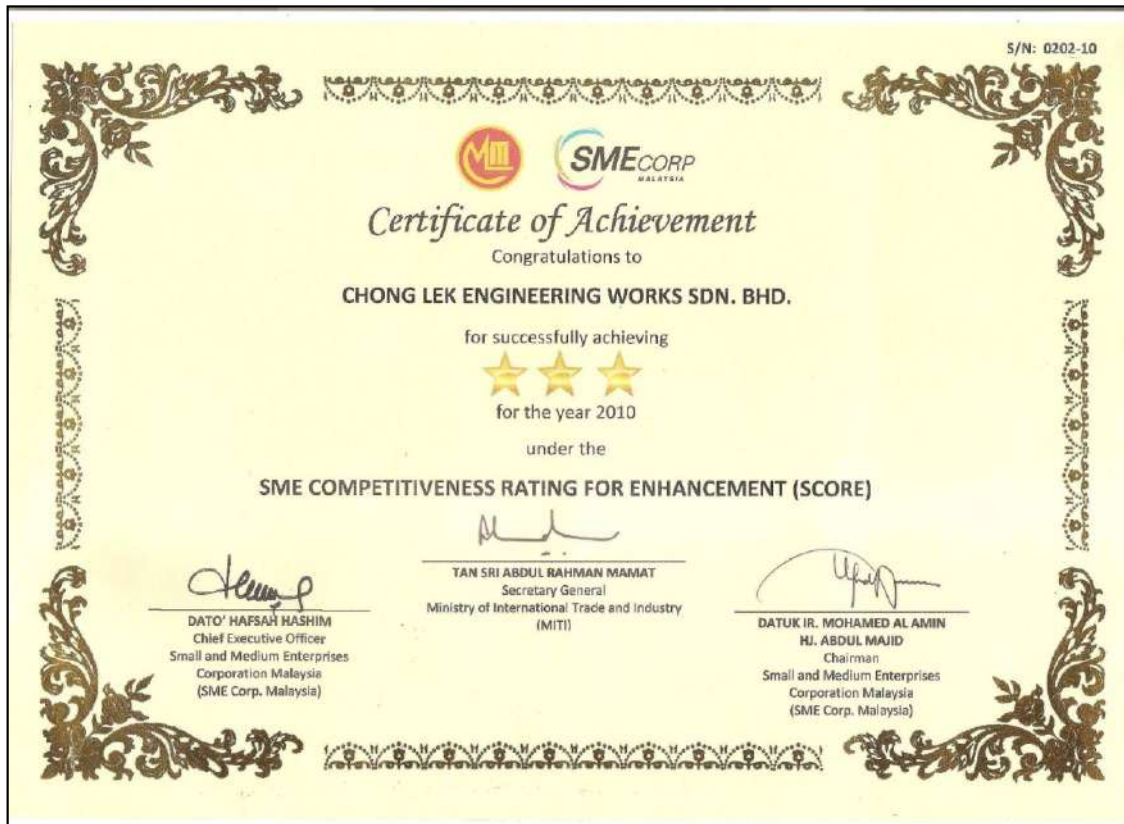 S/N: 0202-10
SMECORP
MALAYSIA
Certificate of Achievement
Congratulations to
CHONG LEK ENGINEERING WORKS SDN. BHD.
for successfully achieving
for the year 2010
under the
SME COMPETITIVENESS RATING FOR ENHANCEMENT (SCORE)
DATO' HAFSAH HASHIM
Chief Executive Officer
Small and Medium Enterprises
Corporation Malaysia
(SME Corp. Malaysia)
TAN SRI ABDUL RAHMAN MAMAT
Secretary General
Ministry of International Trade and Industry
(MITI)
DATUK IR. MOHAMED AL AMIN
HJ. ABDUL MAJID
Chairman
Small and Medium Enterprises
Corporation Malaysia
(SME Corp. Malaysia)